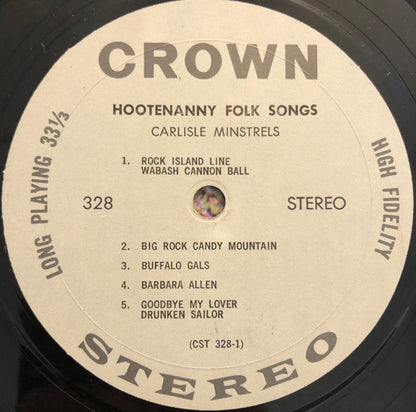 CROWN
HOOTENANNY FOLK SONGS
CARLISLE MINSTRELS
LONG PLAYING 33⅓
HIGH FIDELITY
1. ROCK ISLAND LINE
WABASH CANNON BALL
328
STEREO
2. BIG ROCK CANDY MOUNTAIN
3. BUFFALO GALS
4. BARBARA ALLEN
5. GOODBYE MY LOVER
DRUNKEN SAILOR
(CST 328-1)
STEREO